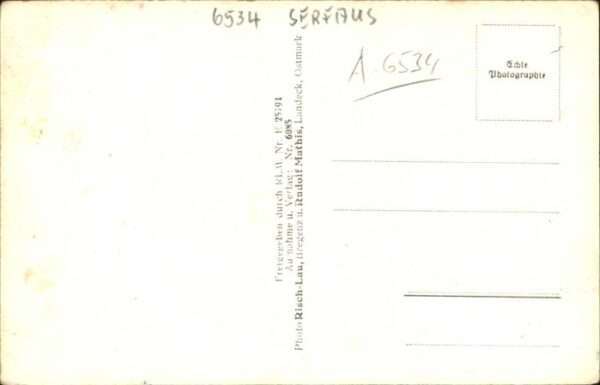 6534 SERFAUS
A-6534
Echte
Photographie
Freigegeben durch RLM. Nr.
Aufnahme u. Verlag: Nr. 6085
Photo Risch-Lau, Bregenz u. Rudolf Mathis, Landeck, Ostmark